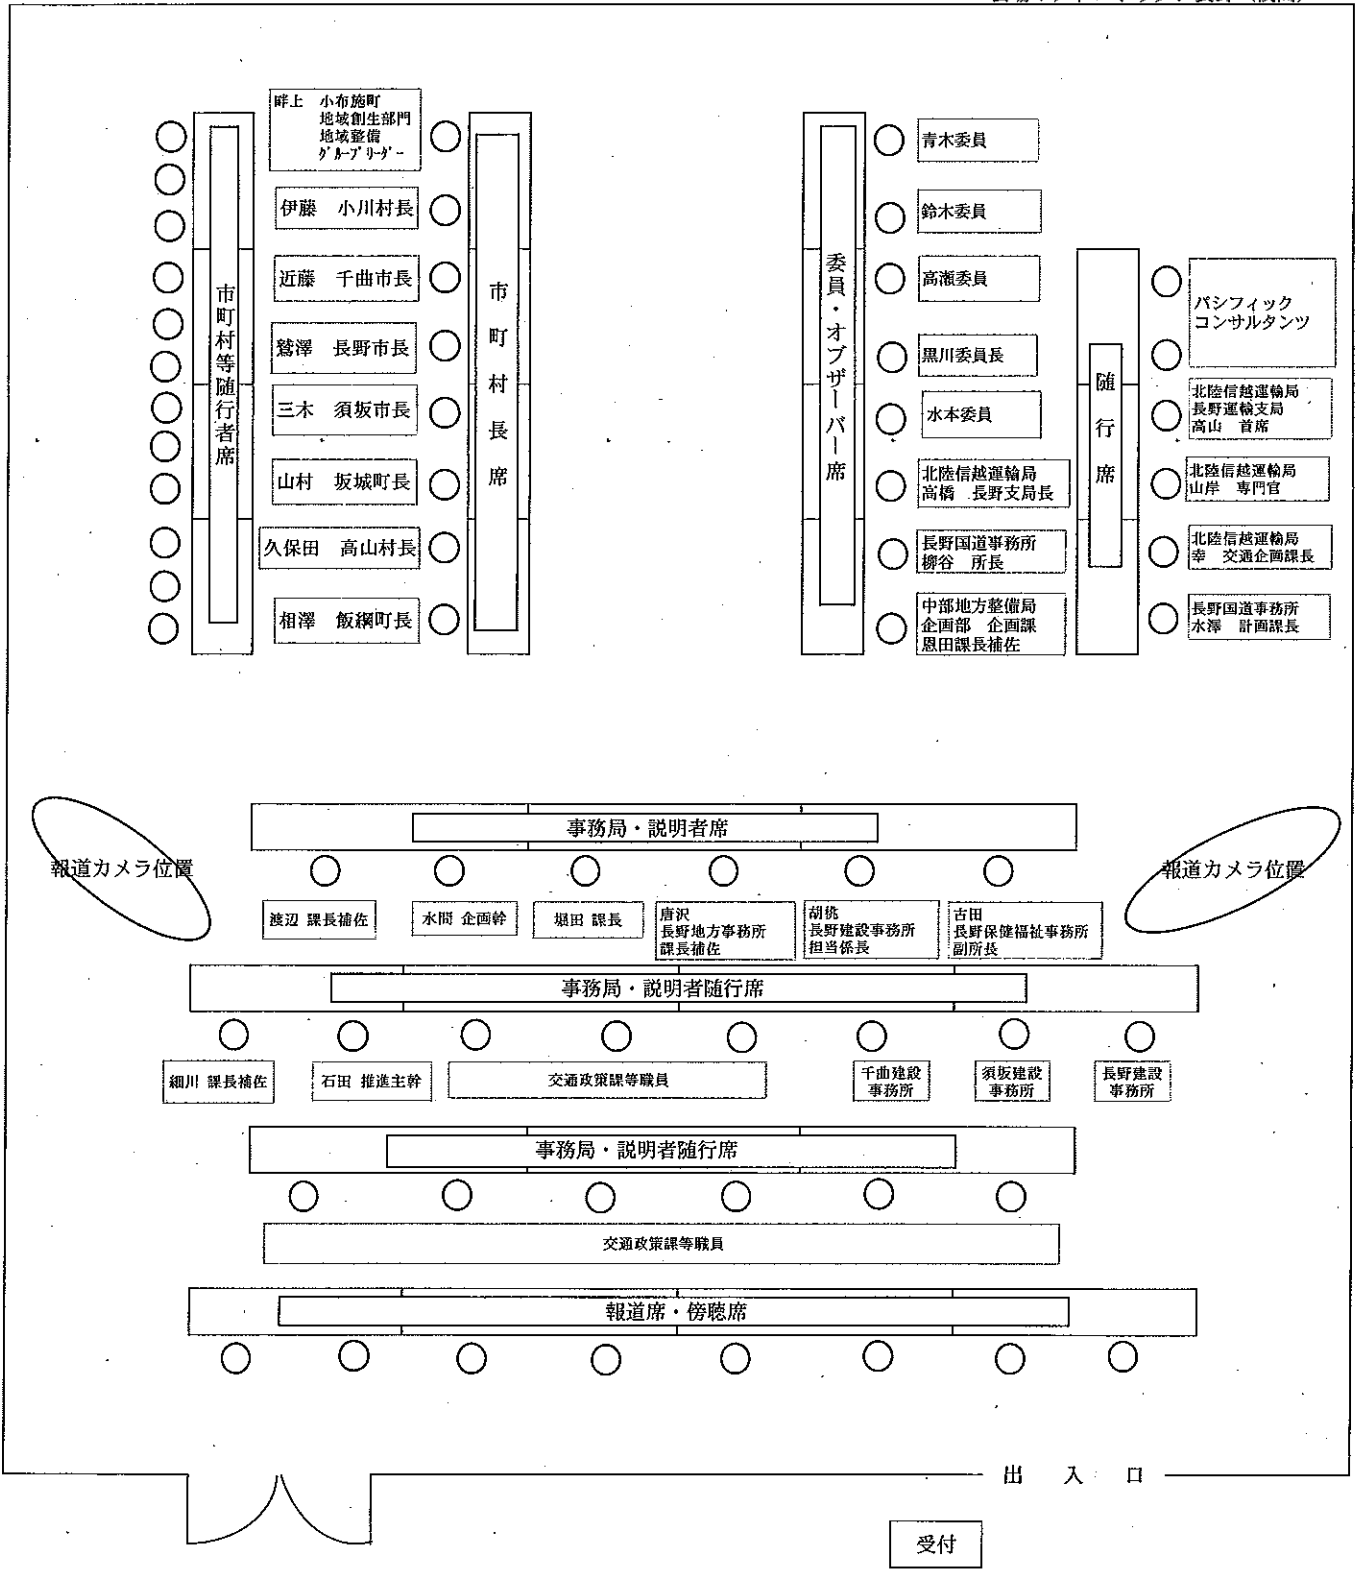 畔上　小布施町
地域創生部門
地域整備
グループリーダー
伊藤　小川村長
近藤　千曲市長
鷲澤　長野市長
三木　須坂市長
山村　坂城町長
久保田　高山村長
相澤　飯綱町長
市町村等随行者席
市町村長席
委員・オブザーバー席
青木委員
鈴木委員
高瀬委員
黒川委員長
水本委員
北陸信越運輸局
高橋　長野支局長
長野国道事務所
柳谷　所長
中部地方整備局
企画部　企画課
恩田課長補佐
随行席
パシフィック
コンサルタンツ
北陸信越運輸局
長野運輸支局
高山　首席
北陸信越運輸局
山岸　専門官
北陸信越運輸局
幸　交通企画課長
長野国道事務所
水澤　計画課長
報道カメラ位置
事務局・説明者席
報道カメラ位置
渡辺 課長補佐
水間 企画幹
堀田 課長
唐沢
長野地方事務所
課長補佐
胡桃
長野建設事務所
担当係長
古田
長野保健福祉事務所
副所長
事務局・説明者随行席
細川 課長補佐
石田 推進主幹
交通政策課等職員
千曲建設
事務所
須坂建設
事務所
長野建設
事務所
事務局・説明者随行席
交通政策課等職員
報道席・傍聴席
出　入　口
受付